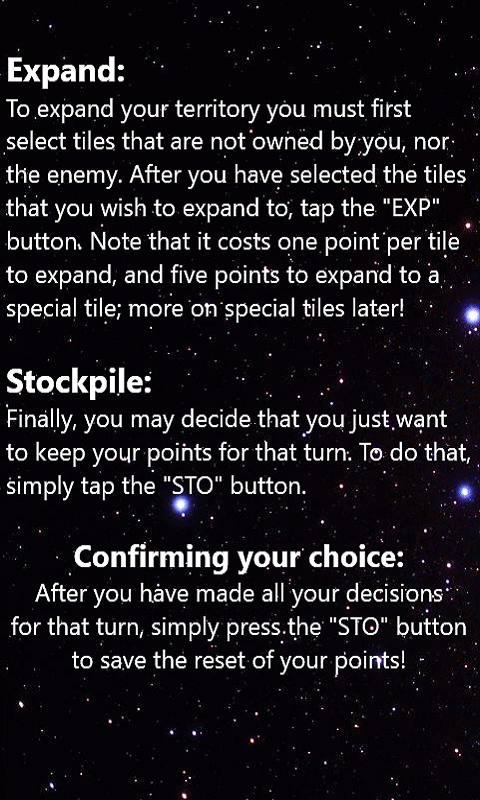 Expand:
To expand your territory you must first
select tiles that are not owned by you, nor
the enemy. After you have selected the tiles
that you wish to expand to, tap the "EXP"
button. Note that it costs one point per tile
to expand, and five points to expand to a
special tile; more on special tiles later!
Stockpile:
Finally, you may decide that you just want
to keep your points for that turn. To do that,
simply tap the "STO" button.
Confirming your choice:
After you have made all your decisions
for that turn, simply press the "STO" button
to save the reset of your points!